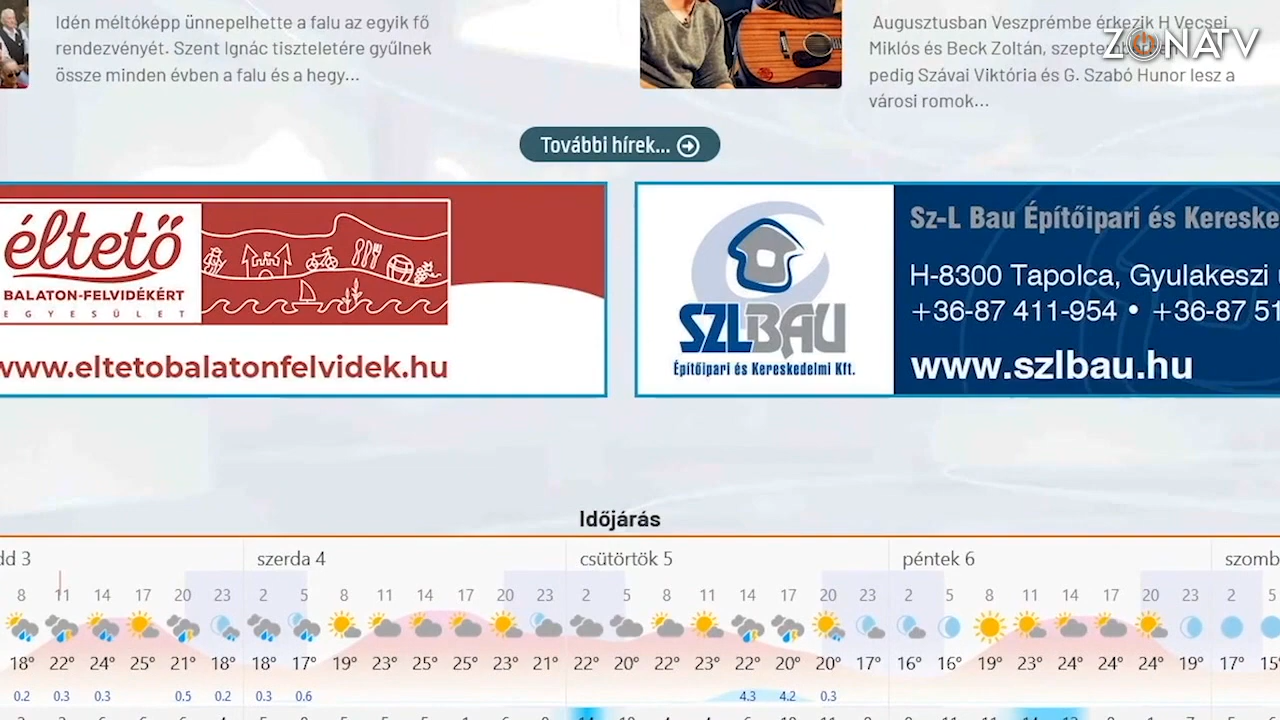 Idén méltóképp ünnepelhette a falu az egyik fő
rendezvényét. Szent Ignác tiszteletére gyűlnek
össze minden évben a falu és a hegy...
Augusztusban Veszprémbe érkezik H Vecsei
Miklós és Beck Zoltán,
pedig Szávai Viktória és G. Szabó Hunor lesz a
városi romok...
ZONATV
További hírek...
éltető
BALATON-FELVIDÉKÉRT
EGYESÜLET
www.eltetobalatonfelvidek.hu
SZLBAU
Építőipari és Kereskedelmi Kft.
Sz-L Bau Építőipari és Kereske
H-8300 Tapolca, Gyulakeszi
+36-87 411-954 • +36-87 51
www.szlbau.hu
Időjárás
dd 3 szerda 4 csütörtök 5 péntek 6 szomb
8 11 14 17 20 23 2 5 8 11 14 17 20 23 2 5 8 11 14 17 20 23 2 5 8 11 14 17 20 23 2 5
18° 22° 24° 25° 21° 18° 18° 17° 19° 23° 25° 25° 23° 21° 22° 20° 22° 23° 22° 20° 20° 17° 16° 16° 19° 23° 24° 24° 24° 19° 17° 15°
0.2 0.3 0.3 0.5 0.2 0.3 0.6 4.3 4.2 0.3